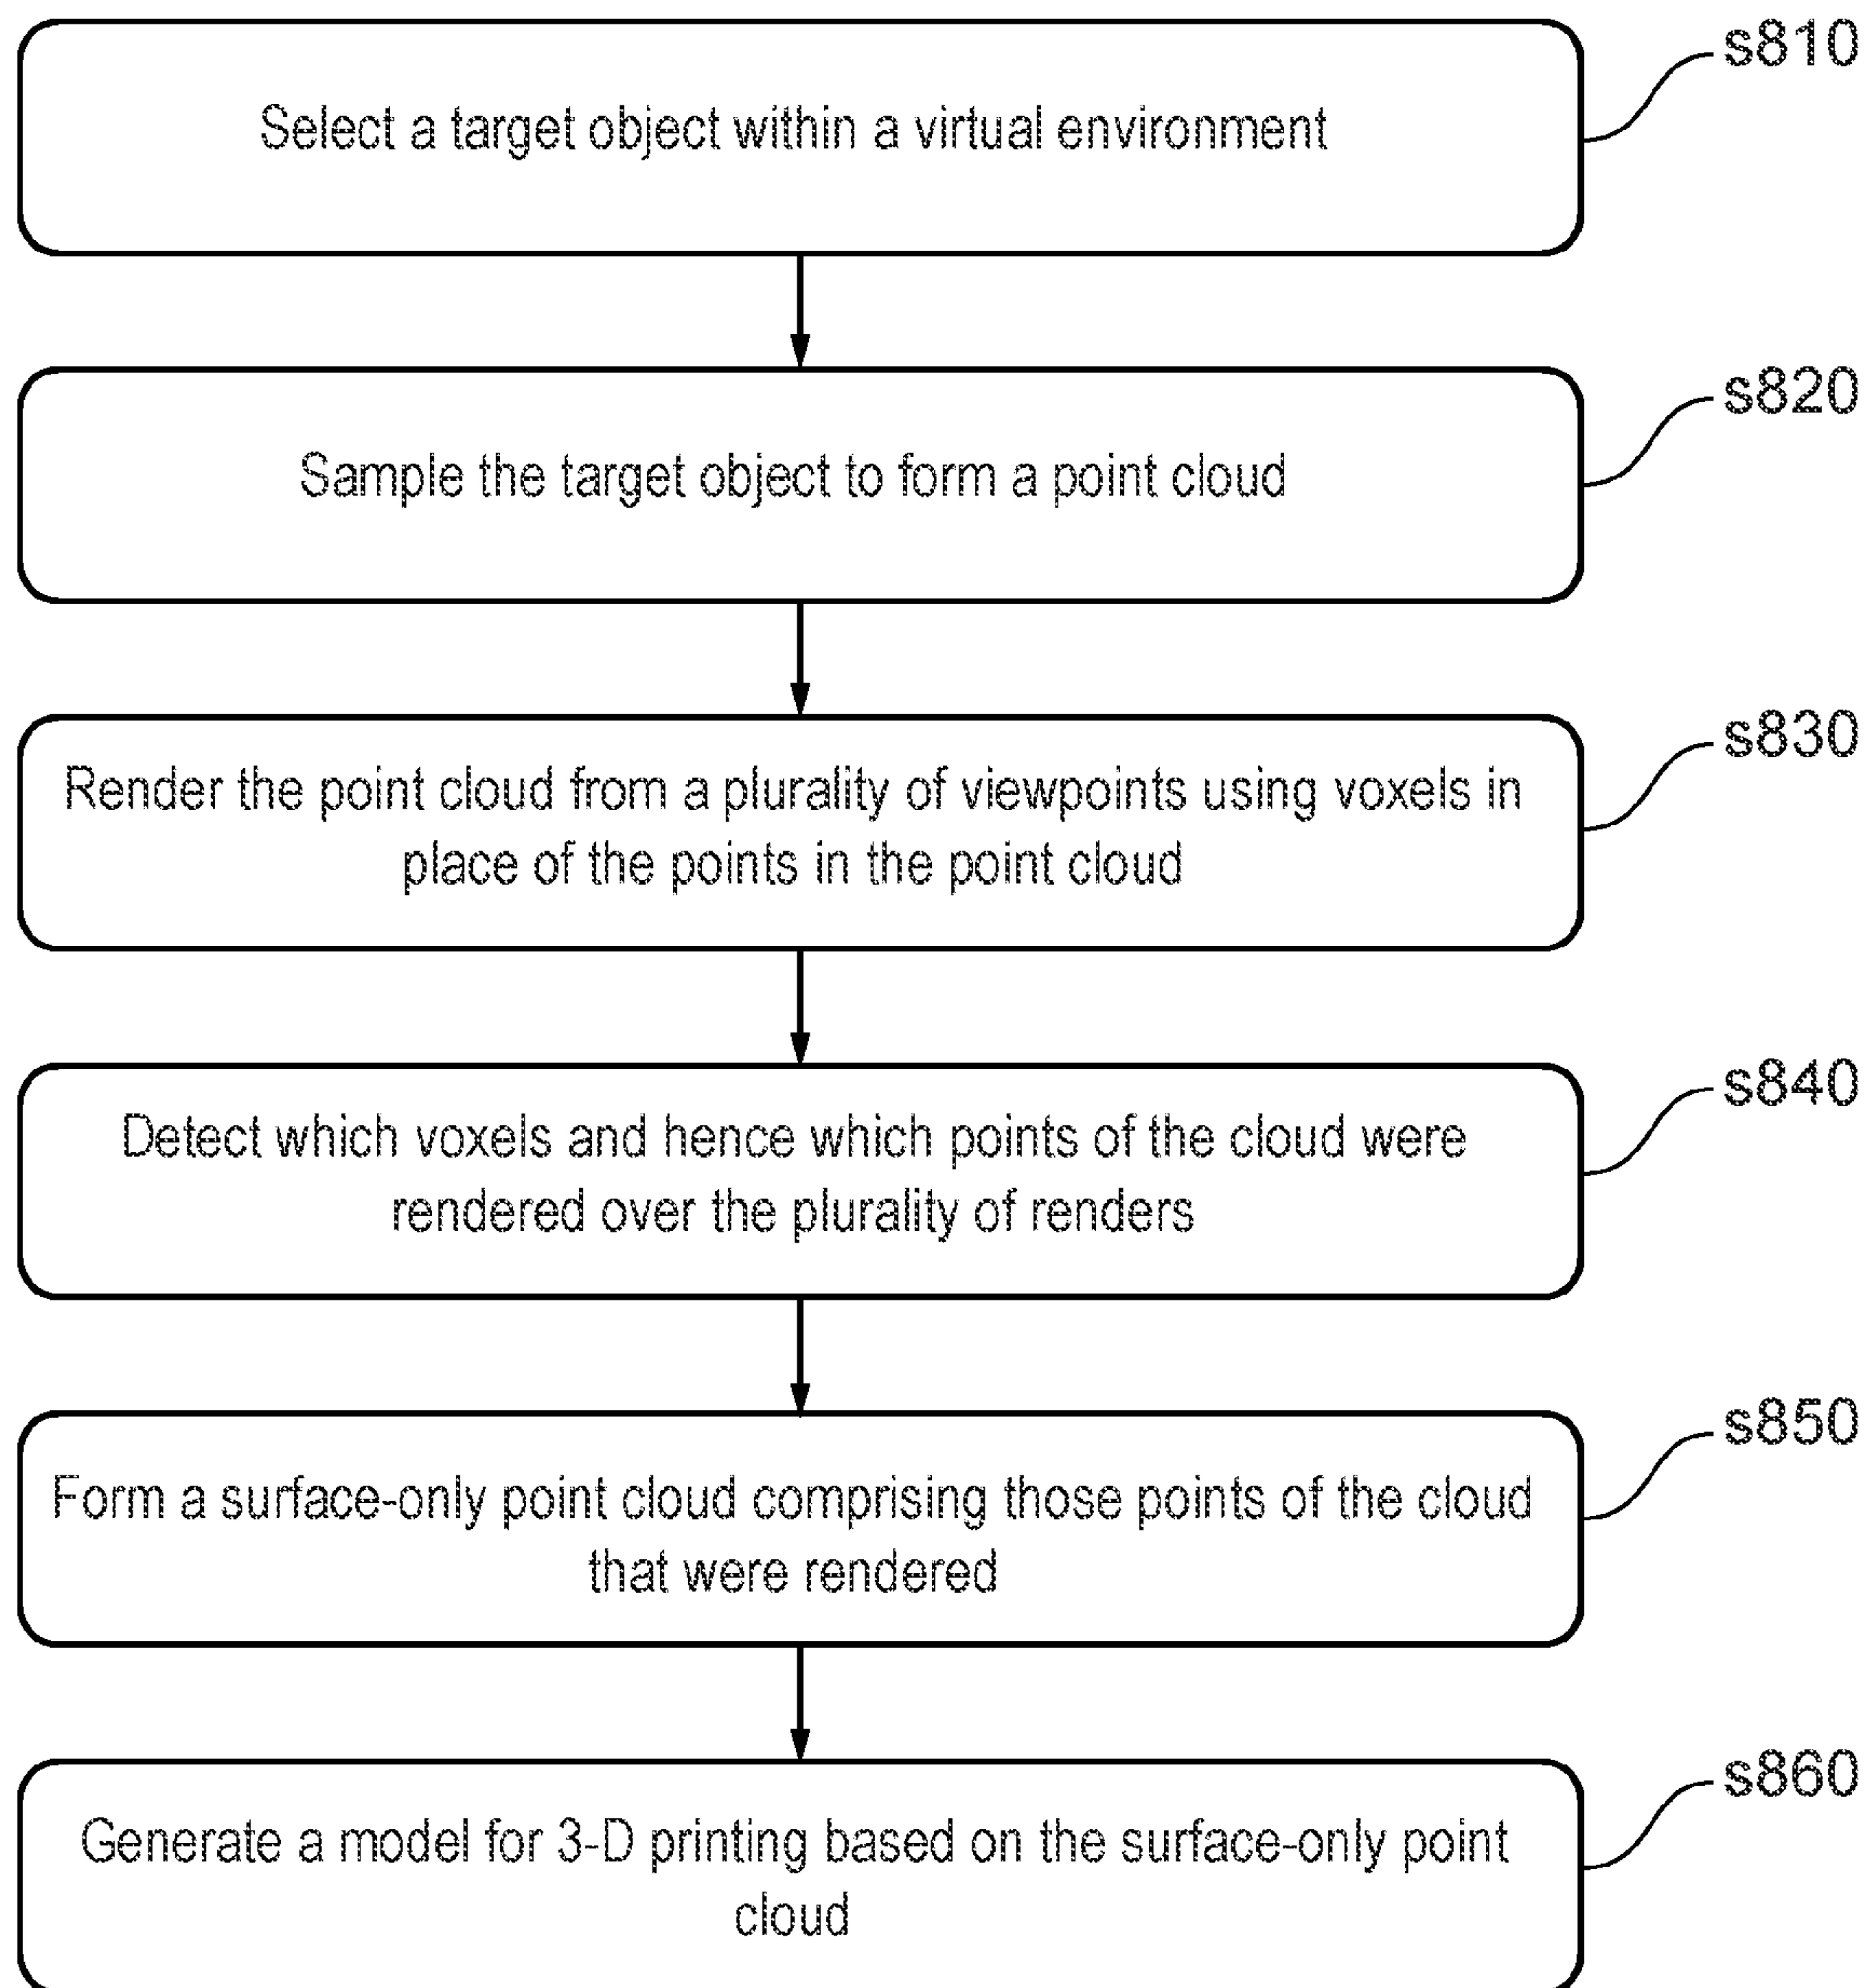 s810
Select a target object within a virtual environment
s820
Sample the target object to form a point cloud
s830
Render the point cloud from a plurality of viewpoints using voxels in
place of the points in the point cloud
s840
Detect which voxels and hence which points of the cloud were
rendered over the plurality of renders
s850
Form a surface-only point cloud comprising those points of the cloud
that were rendered
s860
Generate a model for 3-D printing based on the surface-only point
cloud